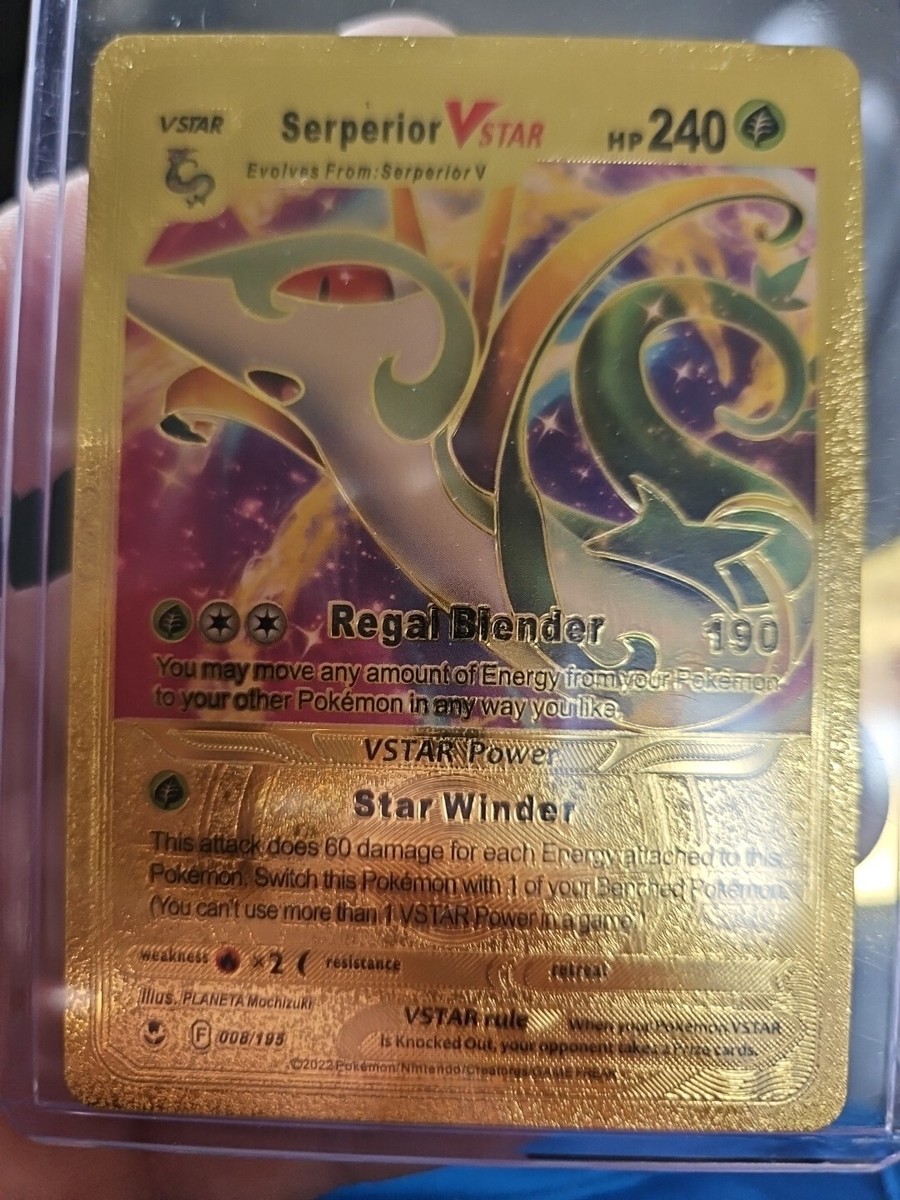 VSTAR
Serperior VSTAR
HP 240
Evolves From:Serperior V
Regal Blender 190
You may move any amount of Energy from your Pokémon
to your other Pokémon in any way you like.
VSTAR Power
Star Winder
This attack does 60 damage for each Energy attached to this
Pokémon. Switch this Pokémon with 1 of your Benched Pokémon.
(You can't use more than 1 VSTAR Power in a game.)
weakness ×2 resistance retreat
Illus. PLANETA Mochizuki
VSTAR rule When your Pokémon VSTAR
is Knocked Out, your opponent takes 2 Prize cards.
F 008/195
©2022 Pokémon/Nintendo/Creatures/GAME FREAK